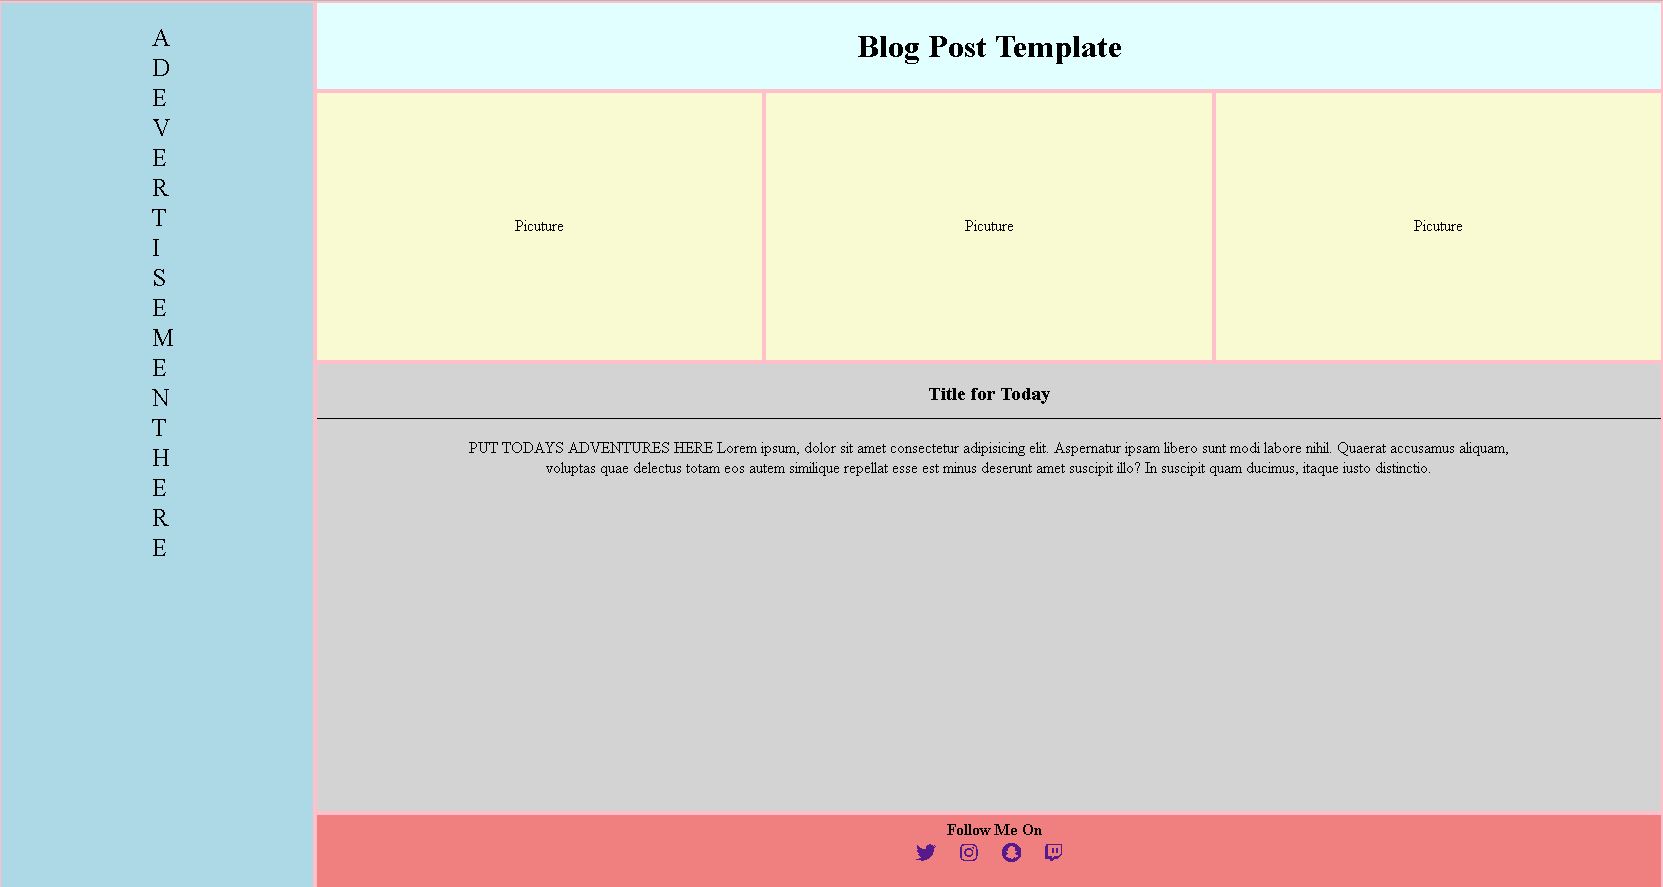 A
D
E
V
E
R
T
I
S
E
M
E
N
T
H
E
R
E
Blog Post Template
Picuture
Picuture
Picuture
Title for Today
PUT TODAYS ADVENTURES HERE Lorem ipsum, dolor sit amet consectetur adipisicing elit. Aspernatur ipsam libero sunt modi labore nihil. Quaerat accusamus aliquam,
voluptas quae delectus totam eos autem similique repellat esse est minus deserunt amet suscipit illo? In suscipit quam ducimus, itaque iusto distinctio.
Follow Me On